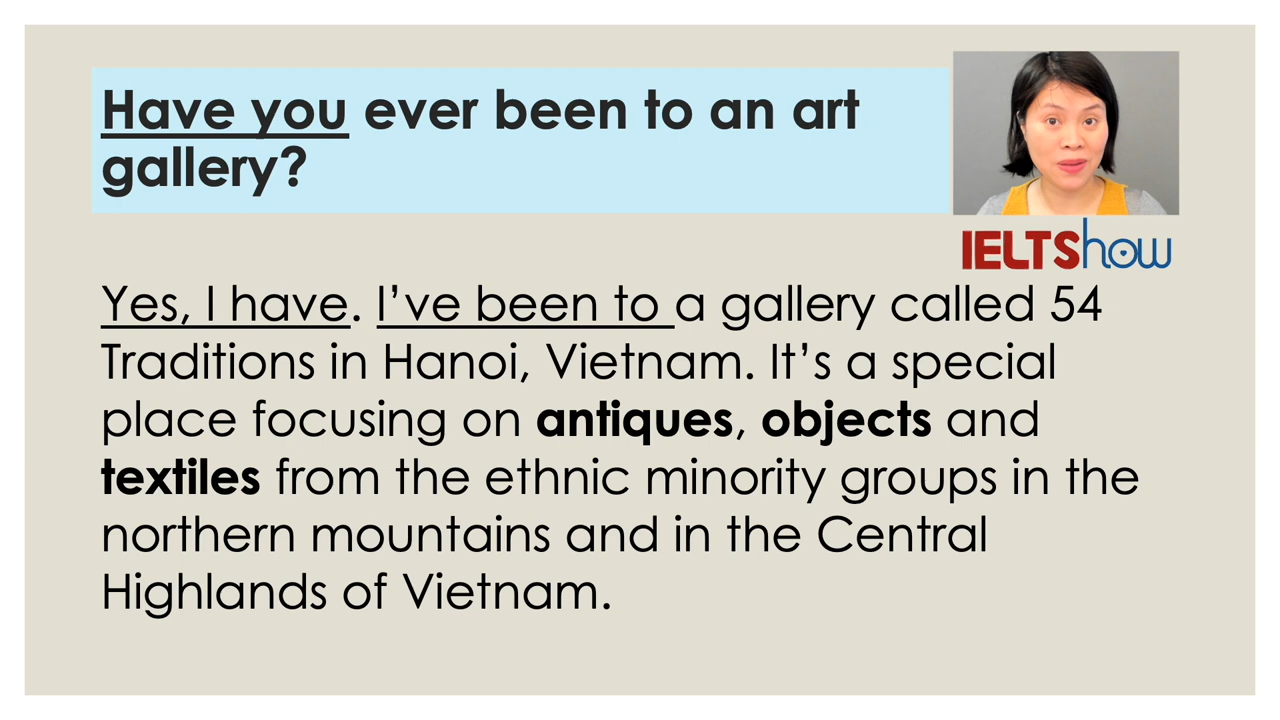 Have you ever been to an art
gallery?
IELTShow
Yes, I have. I’ve been to a gallery called 54
Traditions in Hanoi, Vietnam. It’s a special
place focusing on antiques, objects and
textiles from the ethnic minority groups in the
northern mountains and in the Central
Highlands of Vietnam.